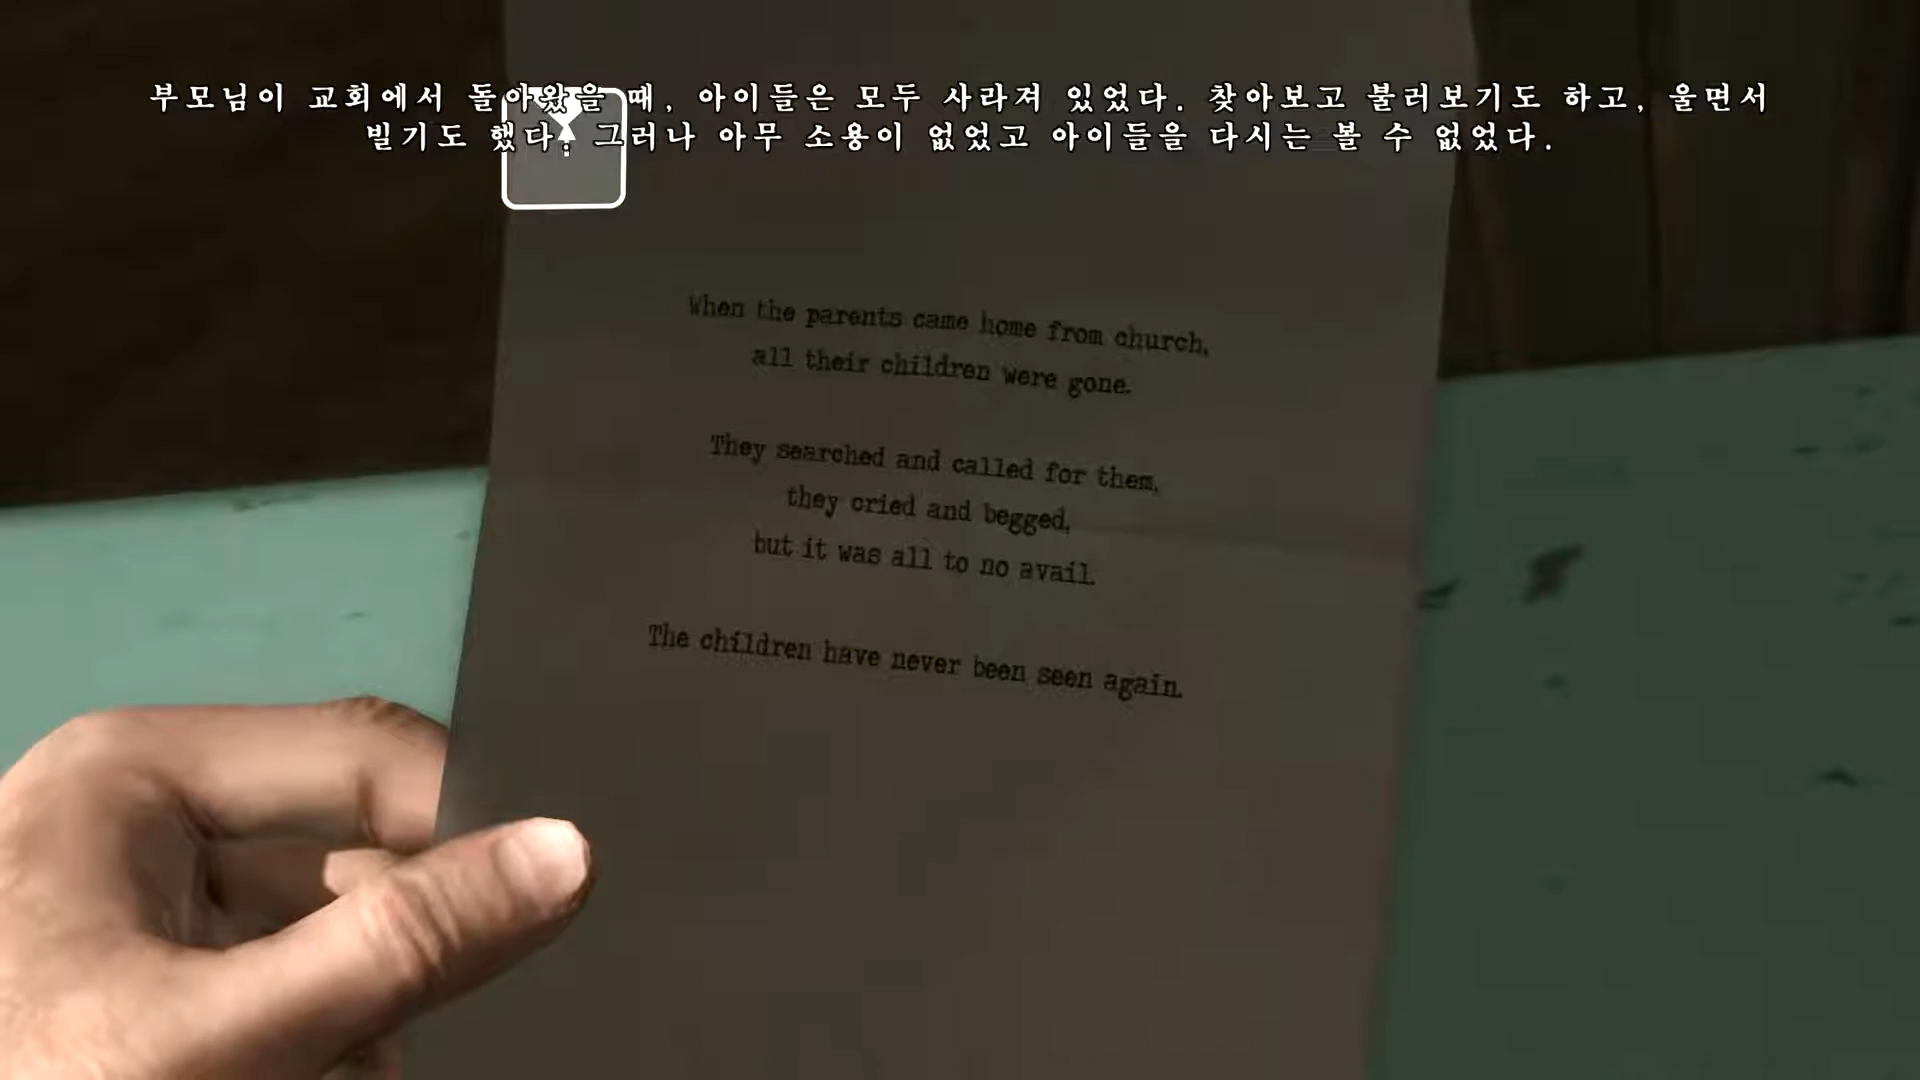 부모님이 교회에서 돌아왔을 때, 아이들은 모두 사라져 있었다. 찾아보고 불러보기도 하고, 울면서
빌기도 했다. 그러나 아무 소용이 없었고 아이들을 다시는 볼 수 없었다.
When the parents came home from church,
all their children were gone.
They searched and called for them,
they cried and begged,
but it was all to no avail.
The children have never been seen again.